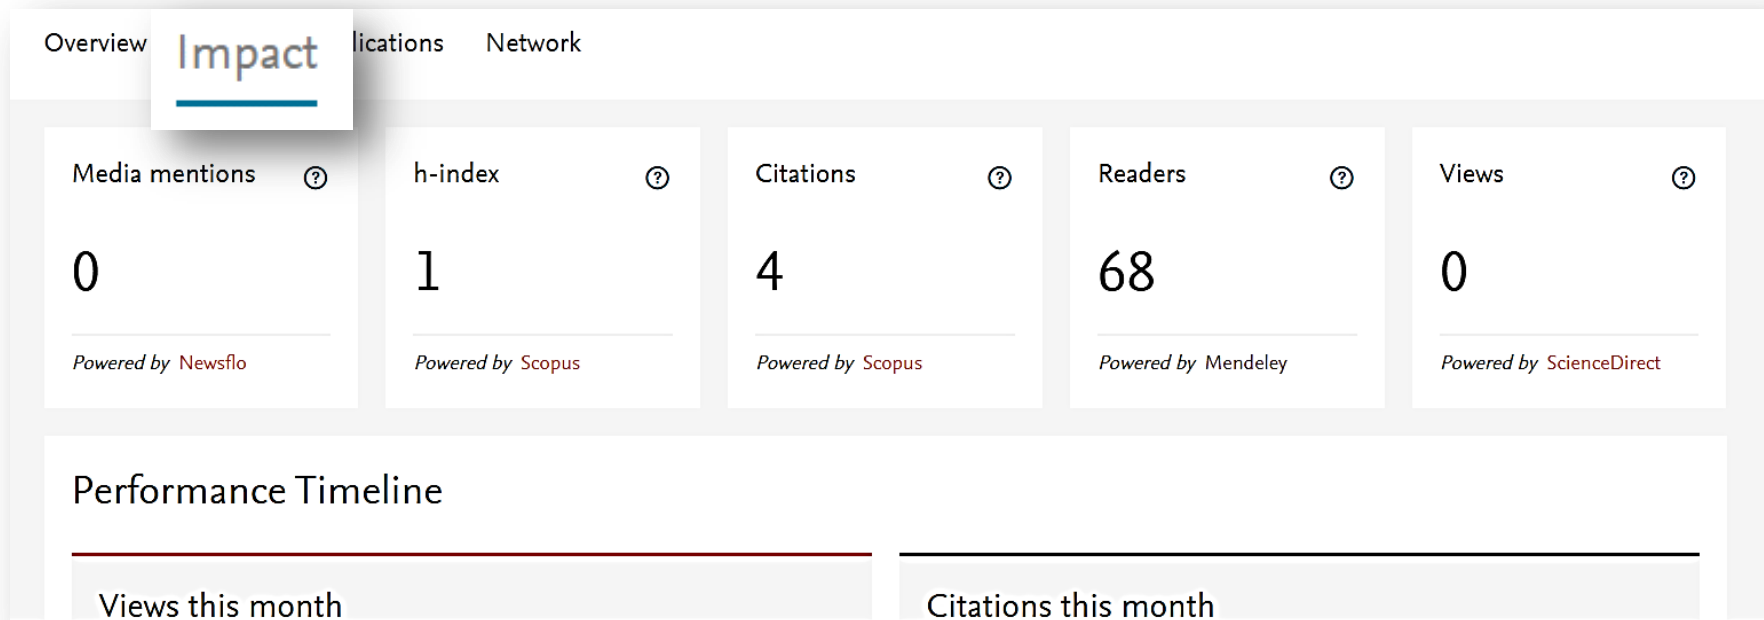 Overview Impact lications Network
Media mentions ? h-index ? Citations ? Readers ? Views ?
0 1 4 68 0
Powered by Newsflo Powered by Scopus Powered by Scopus Powered by Mendeley Powered by ScienceDirect
Performance Timeline
Views this month Citations this month